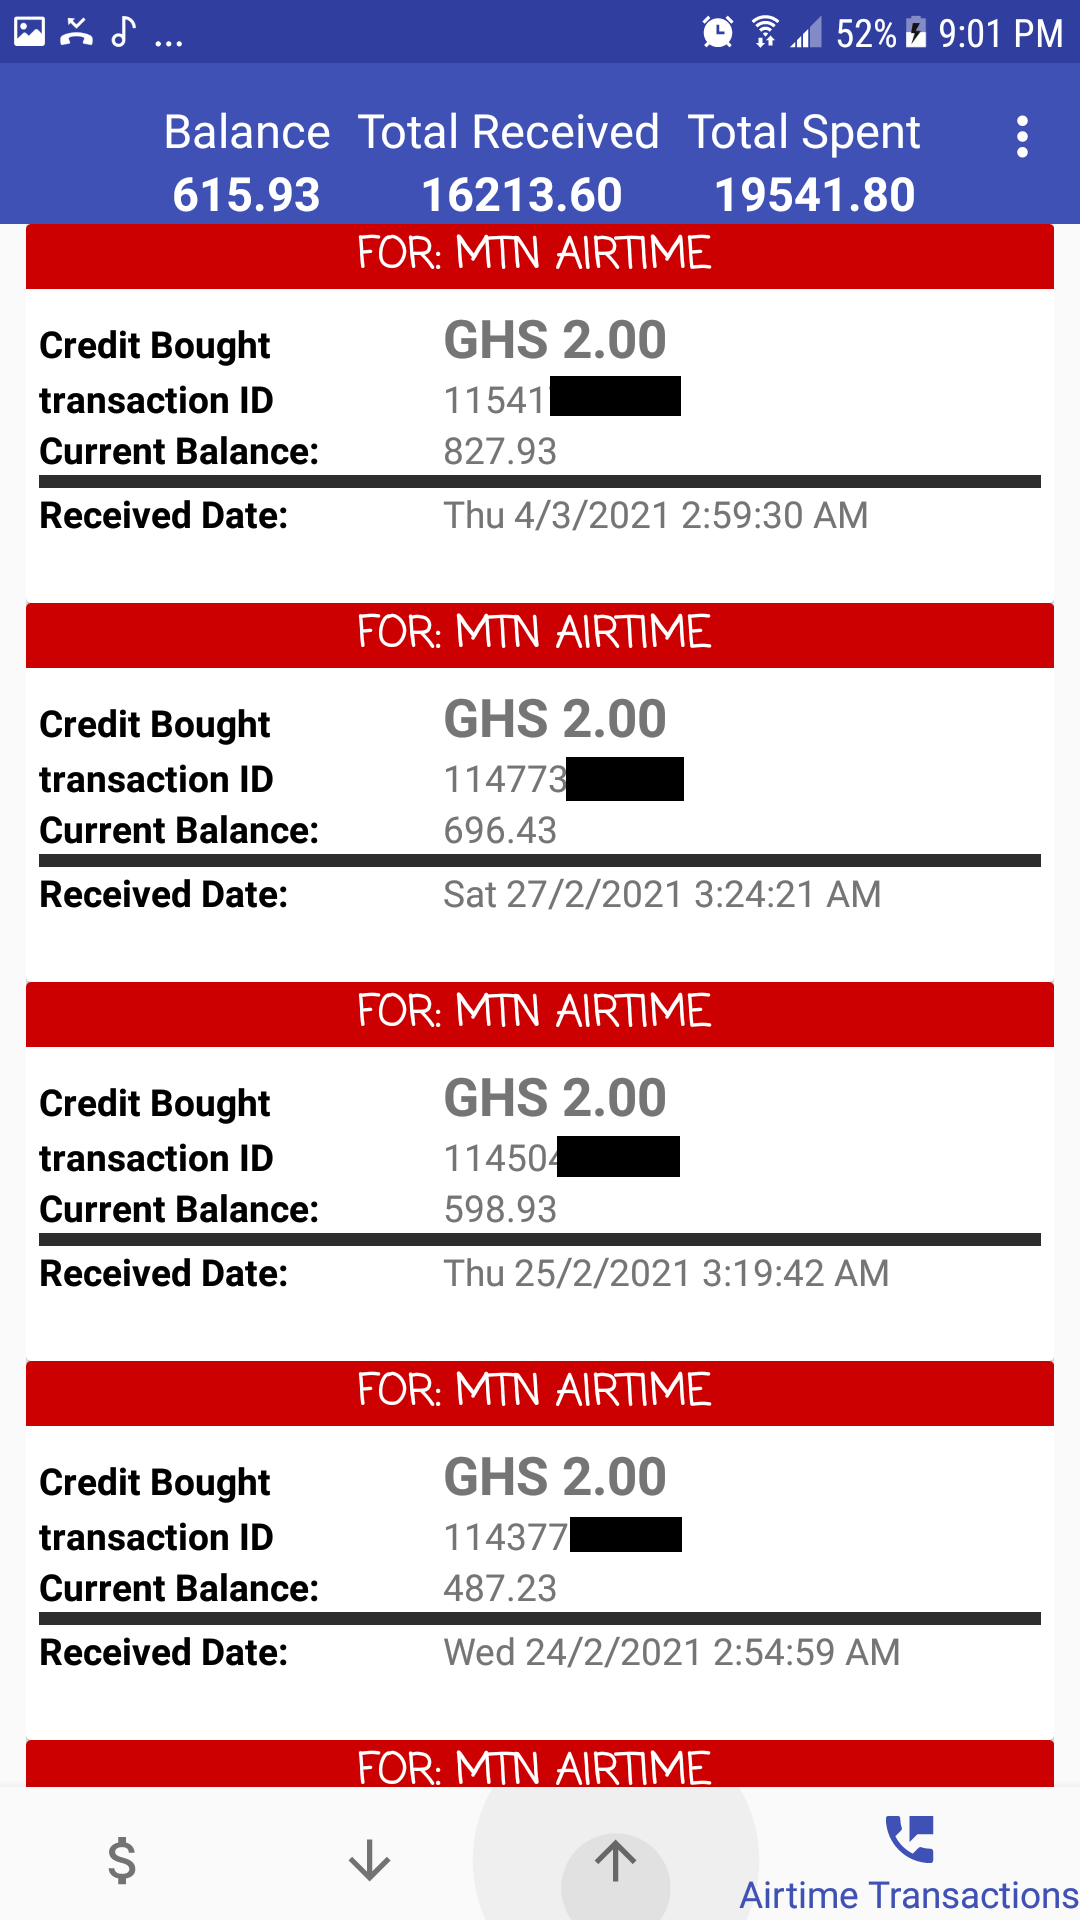 ... 52% 9:01 PM
Balance Total Received Total Spent
615.93 16213.60 19541.80
FOR: MTN AIRTIME
Credit Bought GHS 2.00
transaction ID 11541
Current Balance: 827.93
Received Date: Thu 4/3/2021 2:59:30 AM
FOR: MTN AIRTIME
Credit Bought GHS 2.00
transaction ID 114773
Current Balance: 696.43
Received Date: Sat 27/2/2021 3:24:21 AM
FOR: MTN AIRTIME
Credit Bought GHS 2.00
transaction ID 114504
Current Balance: 598.93
Received Date: Thu 25/2/2021 3:19:42 AM
FOR: MTN AIRTIME
Credit Bought GHS 2.00
transaction ID 114377
Current Balance: 487.23
Received Date: Wed 24/2/2021 2:54:59 AM
FOR: MTN AIRTIME
$
Airtime Transactions